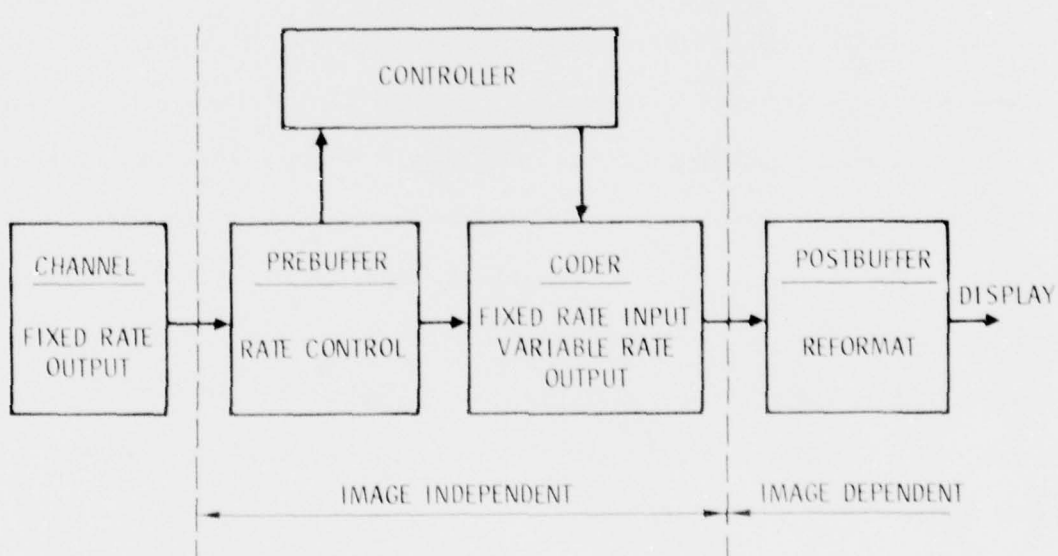 CONTROLLER
CHANNEL
FIXED RATE
OUTPUT
PREBUFFER
RATE CONTROL
CODER
FIXED RATE INPUT
VARIABLE RATE
OUTPUT
POSTBUFFER
REFORMAT
DISPLAY
IMAGE INDEPENDENT
IMAGE DEPENDENT